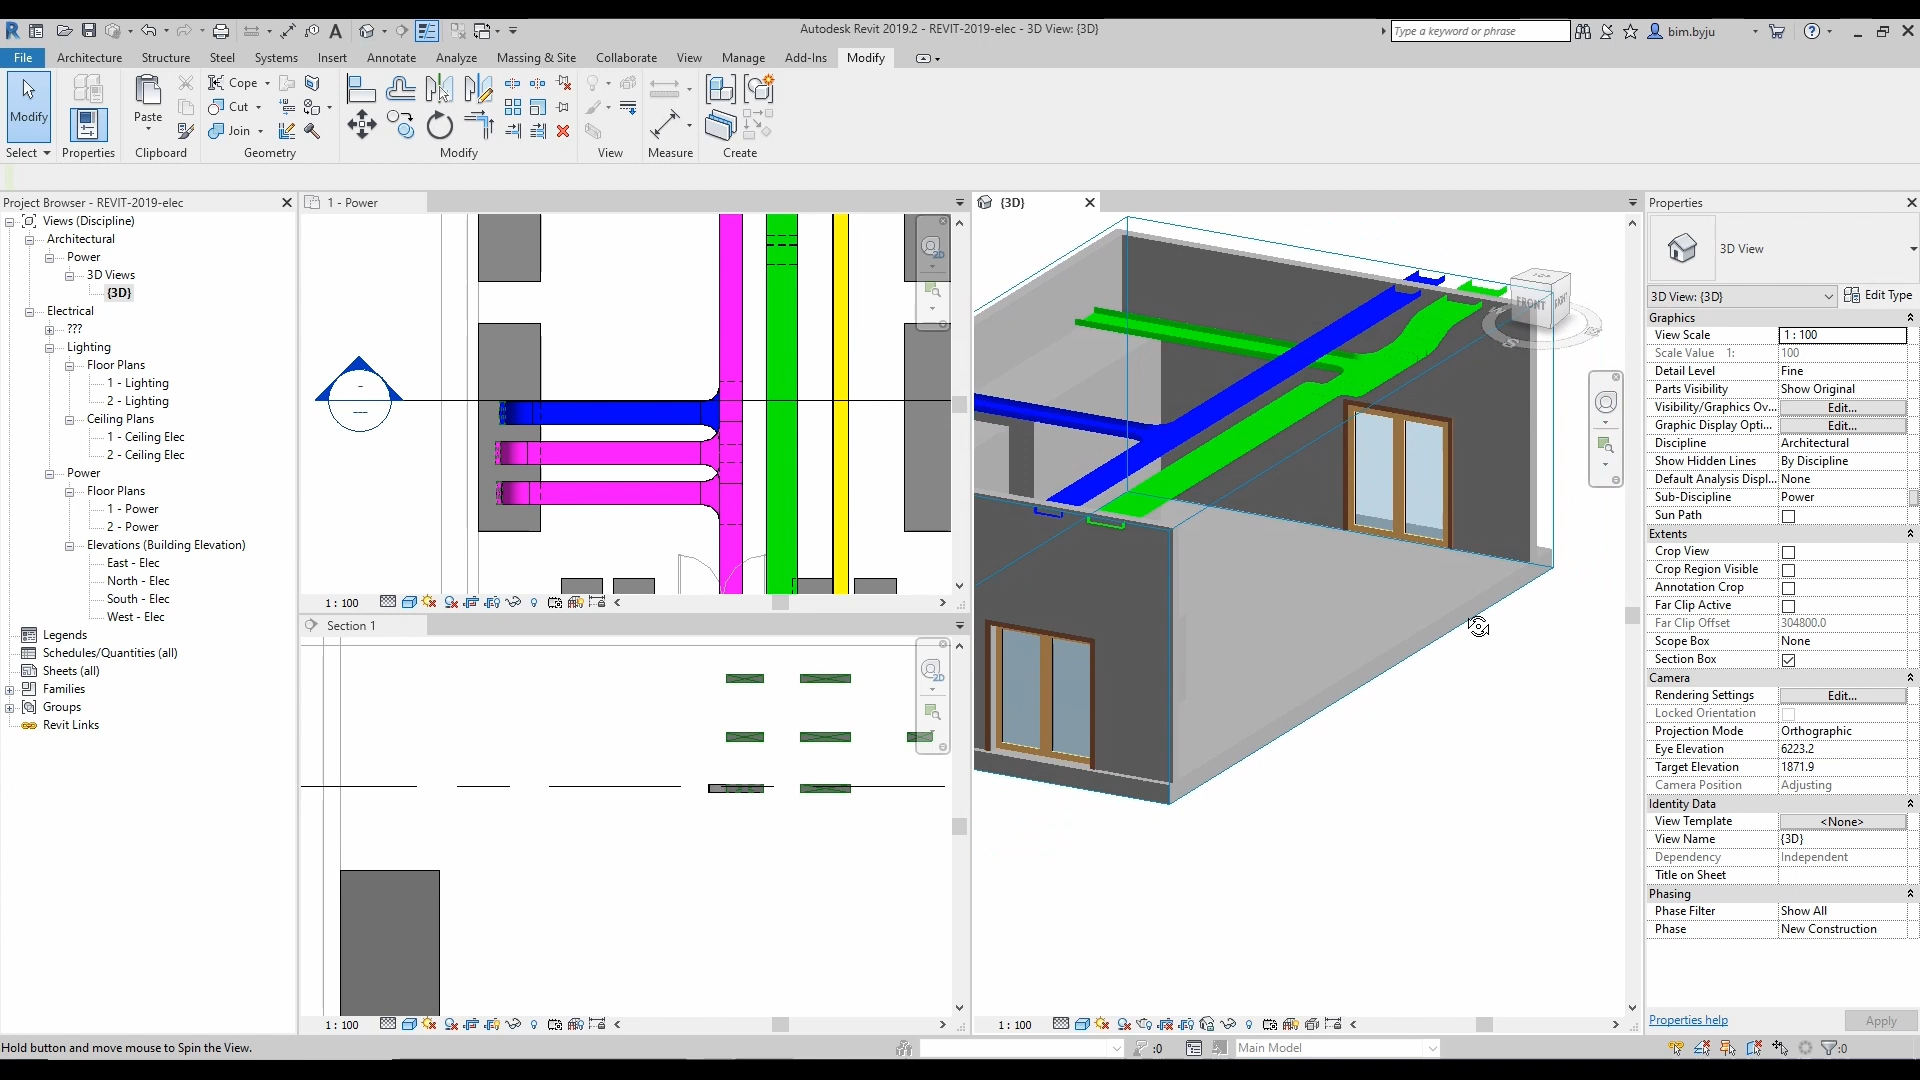 Autodesk Revit 2019.2 - REVIT-2019-elec - 3D View: {3D}
Type a keyword or phrase
bim.byju
File Architecture Structure Steel Systems Insert Annotate Analyze Massing & Site Collaborate View Manage Add-Ins Modify
Modify
Paste
Cope
Cut
Join
Select Properties Clipboard Geometry Modify View Measure Create
Project Browser - REVIT-2019-elec
Views (Discipline)
Architectural
Power
3D Views
{3D}
Electrical
???
Lighting
Floor Plans
1 - Lighting
2 - Lighting
Ceiling Plans
1 - Ceiling Elec
2 - Ceiling Elec
Power
Floor Plans
1 - Power
2 - Power
Elevations (Building Elevation)
East - Elec
North - Elec
South - Elec
West - Elec
Legends
Schedules/Quantities (all)
Sheets (all)
Families
Groups
Revit Links
1 - Power
2D
1 : 100
Section 1
2D
1 : 100
{3D}
FRONT
1 : 100
Properties
3D View
3D View: {3D} Edit Type
Graphics
View Scale 1 : 100
Scale Value 1: 100
Detail Level Fine
Parts Visibility Show Original
Visibility/Graphics Ov... Edit...
Graphic Display Opti... Edit...
Discipline Architectural
Show Hidden Lines By Discipline
Default Analysis Displ... None
Sub-Discipline Power
Sun Path
Extents
Crop View
Crop Region Visible
Annotation Crop
Far Clip Active
Far Clip Offset 304800.0
Scope Box None
Section Box
Camera
Rendering Settings Edit...
Locked Orientation
Projection Mode Orthographic
Eye Elevation 6223.2
Target Elevation 1871.9
Camera Position Adjusting
Identity Data
View Template <None>
View Name {3D}
Dependency Independent
Title on Sheet
Phasing
Phase Filter Show All
Phase New Construction
Properties help Apply
Hold button and move mouse to Spin the View.
:0
Main Model
:0